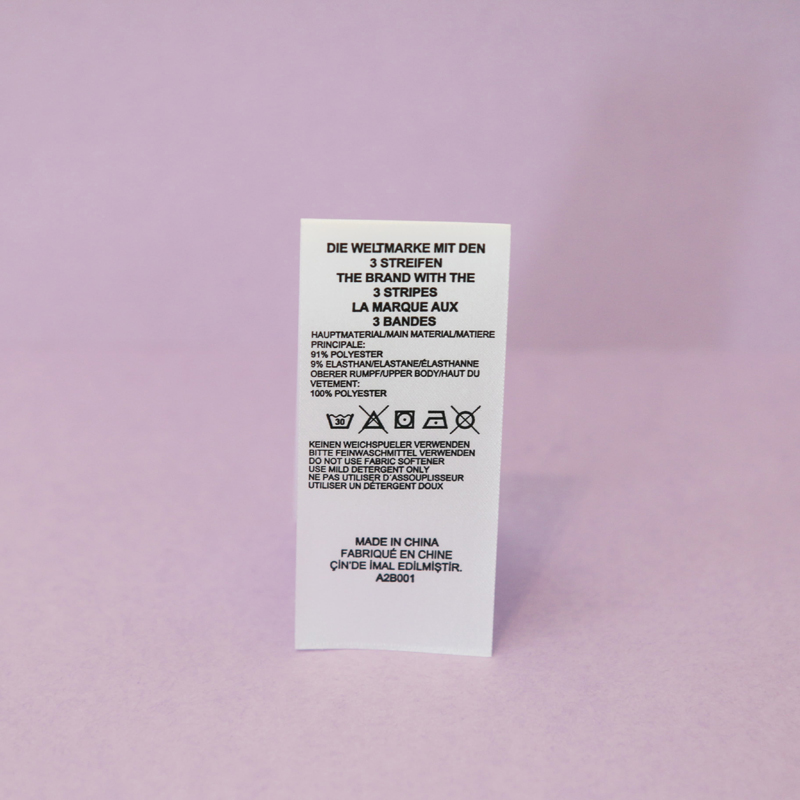 DIE WELTMARKE MIT DEN
3 STREIFEN
THE BRAND WITH THE
3 STRIPES
LA MARQUE AUX
3 BANDES
HAUPTMATERIAL/MAIN MATERIAL/MATIERE
PRINCIPALE:
91% POLYESTER
9% ELASTHAN/ELASTANE/ÉLASTHANNE
OBERER RUMPF/UPPER BODY/HAUT DU
VETEMENT:
100% POLYESTER
30
KEINEN WEICHSPUELER VERWENDEN
BITTE FEINWASCHMITTEL VERWENDEN
DO NOT USE FABRIC SOFTENER
USE MILD DETERGENT ONLY
NE PAS UTILISER D'ASSOUPLISSEUR
UTILISER UN DÉTERGENT DOUX
MADE IN CHINA
FABRIQUÉ EN CHINE
ÇİN'DE İMAL EDİLMİŞTİR.
A2B001